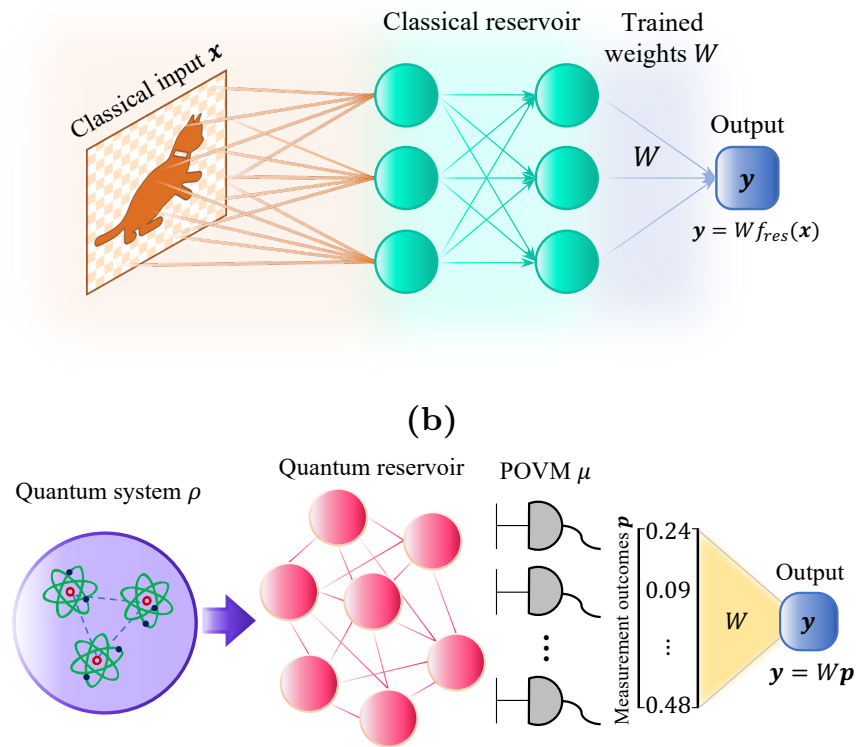 Classical input 𝒙
Classical reservoir
Trained
weights 𝑊
𝑊
Output
𝒚
𝒚 = 𝑊𝑓ᵣₑₛ(𝒙)
(b)
Quantum system 𝜌
Quantum reservoir
POVM 𝜇
Measurement outcomes 𝒑
0.24
0.09
...
0.48
𝑊
Output
𝒚
𝒚 = 𝑊𝒑